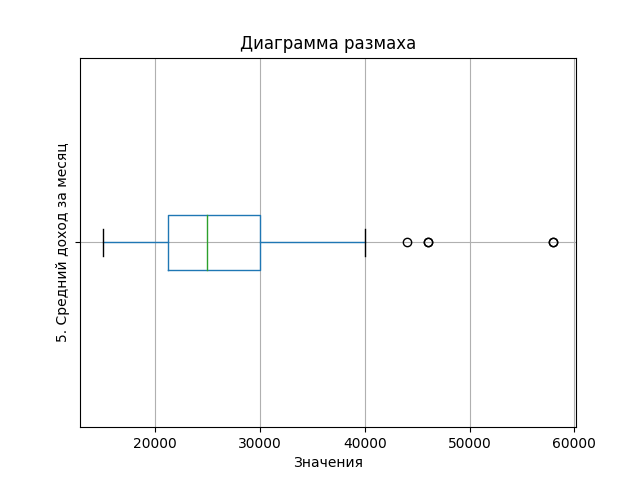 Диаграмма размаха
5. Средний доход за месяц
20000 30000 40000 50000 60000
Значения